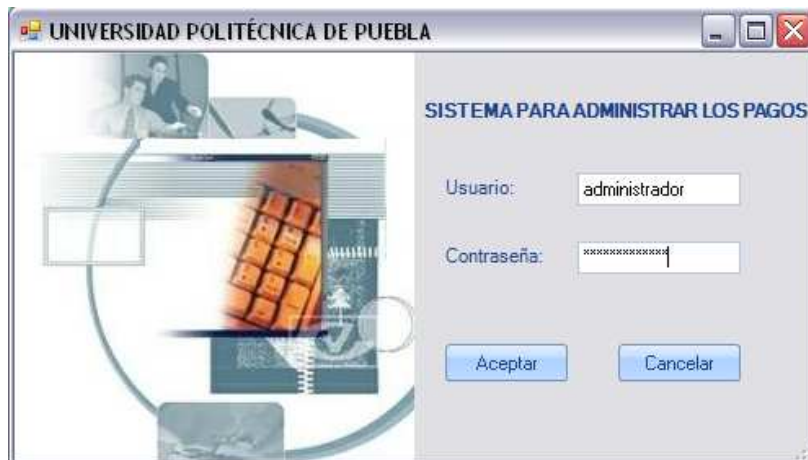 UNIVERSIDAD POLITÉCNICA DE PUEBLA
SISTEMA PARA ADMINISTRAR LOS PAGOS
Usuario: administrador
Contraseña: *************
Aceptar Cancelar